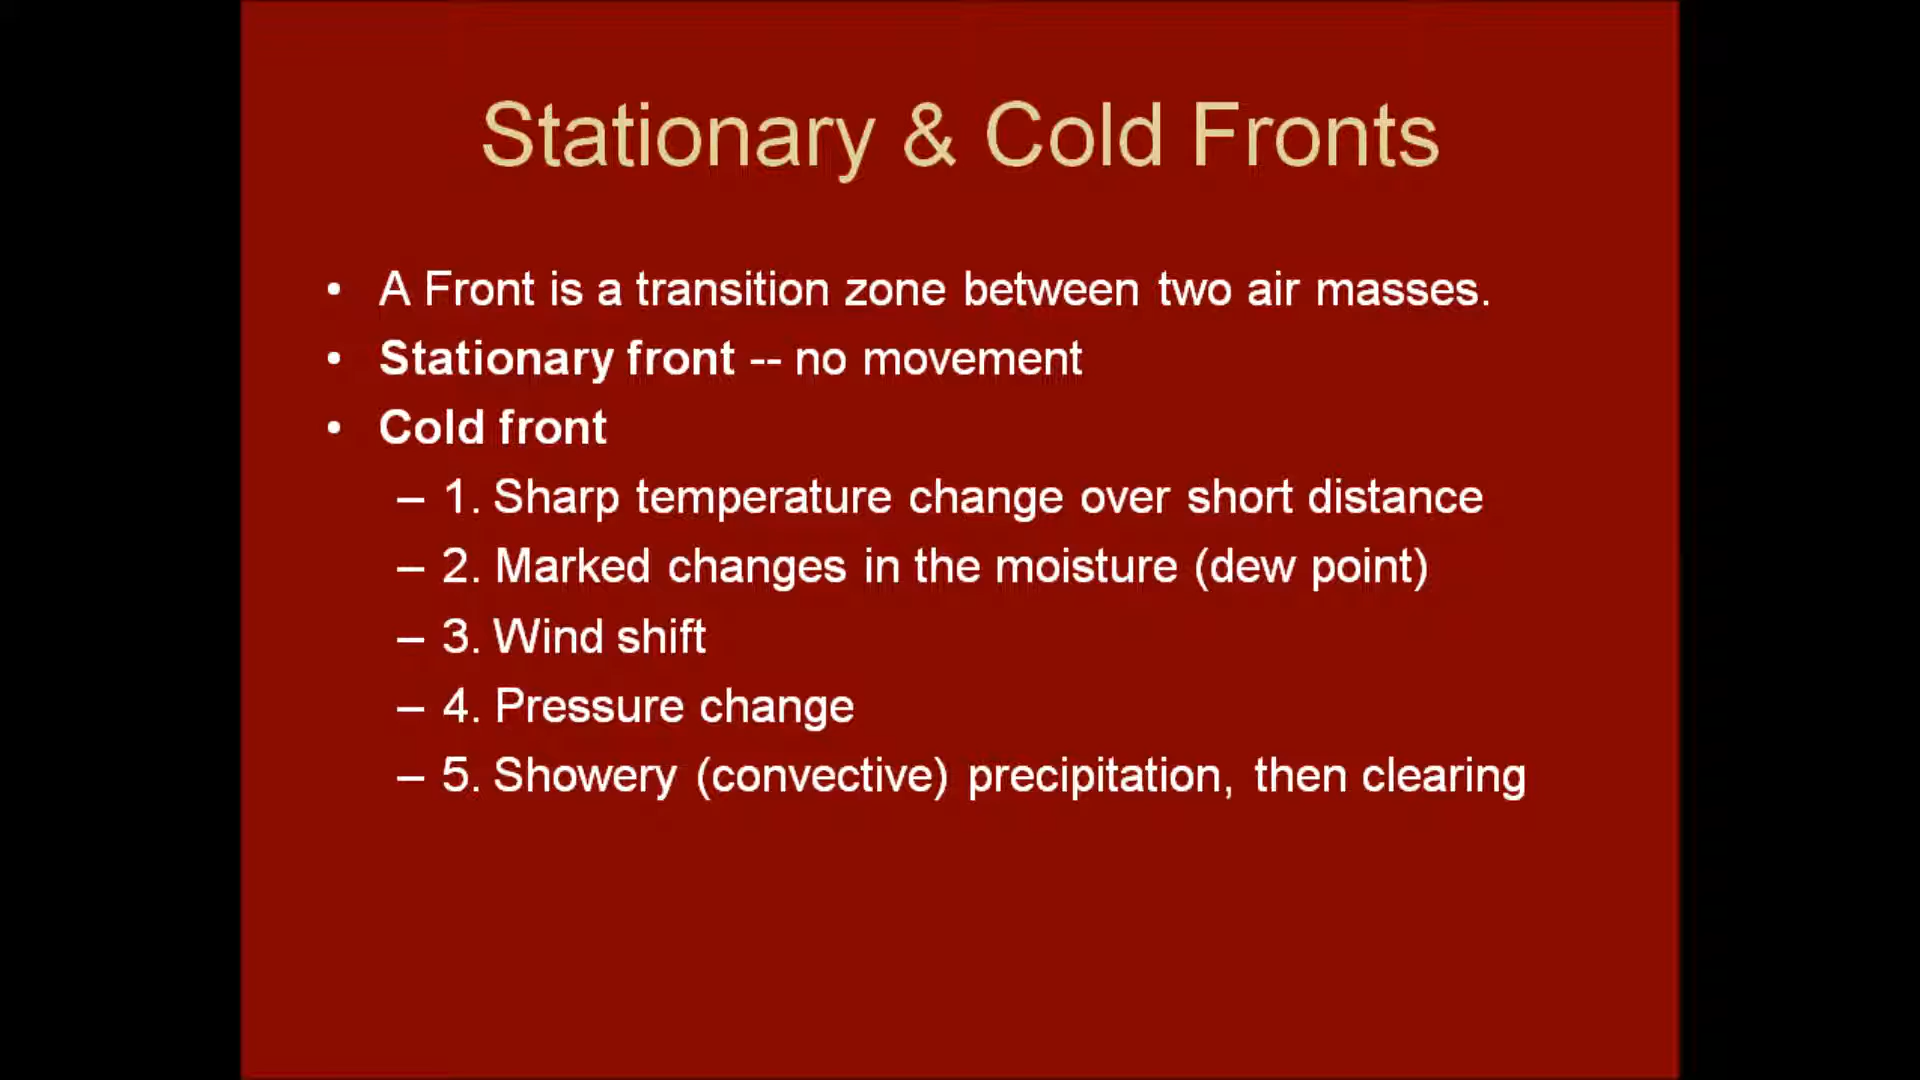 Stationary & Cold Fronts
• A Front is a transition zone between two air masses.
• Stationary front -- no movement
• Cold front
– 1. Sharp temperature change over short distance
– 2. Marked changes in the moisture (dew point)
– 3. Wind shift
– 4. Pressure change
– 5. Showery (convective) precipitation, then clearing